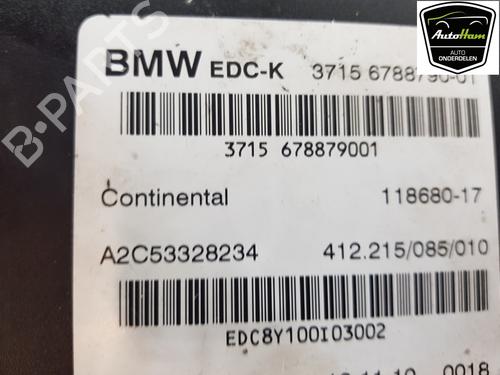 AutoHam
AUTO
ONDERDELEN
BMW EDC-K 3715 6788790-01
3715 678879001
Continental 118680-17
A2C53328234 412.215/085/010
EDC8Y100I03002
0018
B-PARTS